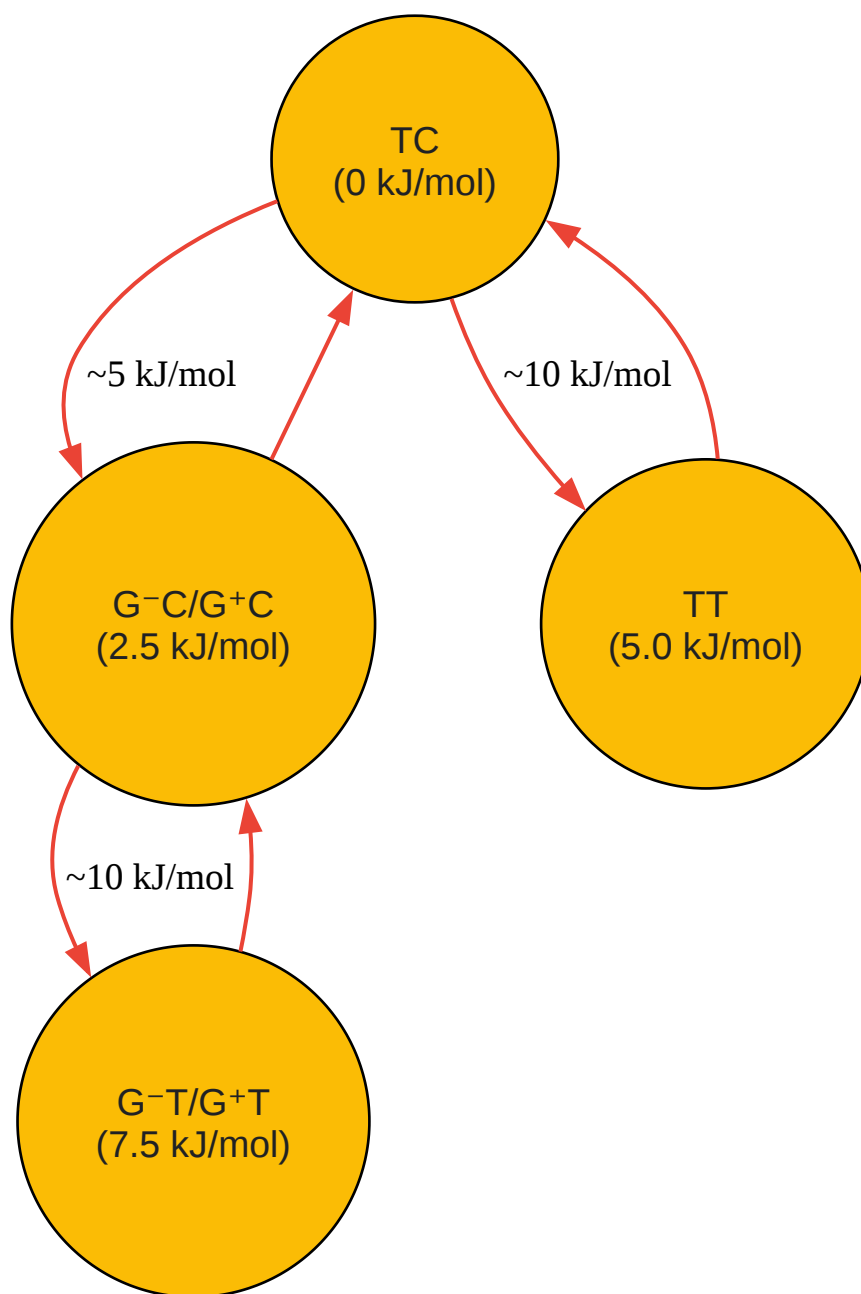 TC
(0 kJ/mol)
~5 kJ/mol
~10 kJ/mol
G⁻C/G⁺C
(2.5 kJ/mol)
TT
(5.0 kJ/mol)
~10 kJ/mol
G⁻T/G⁺T
(7.5 kJ/mol)